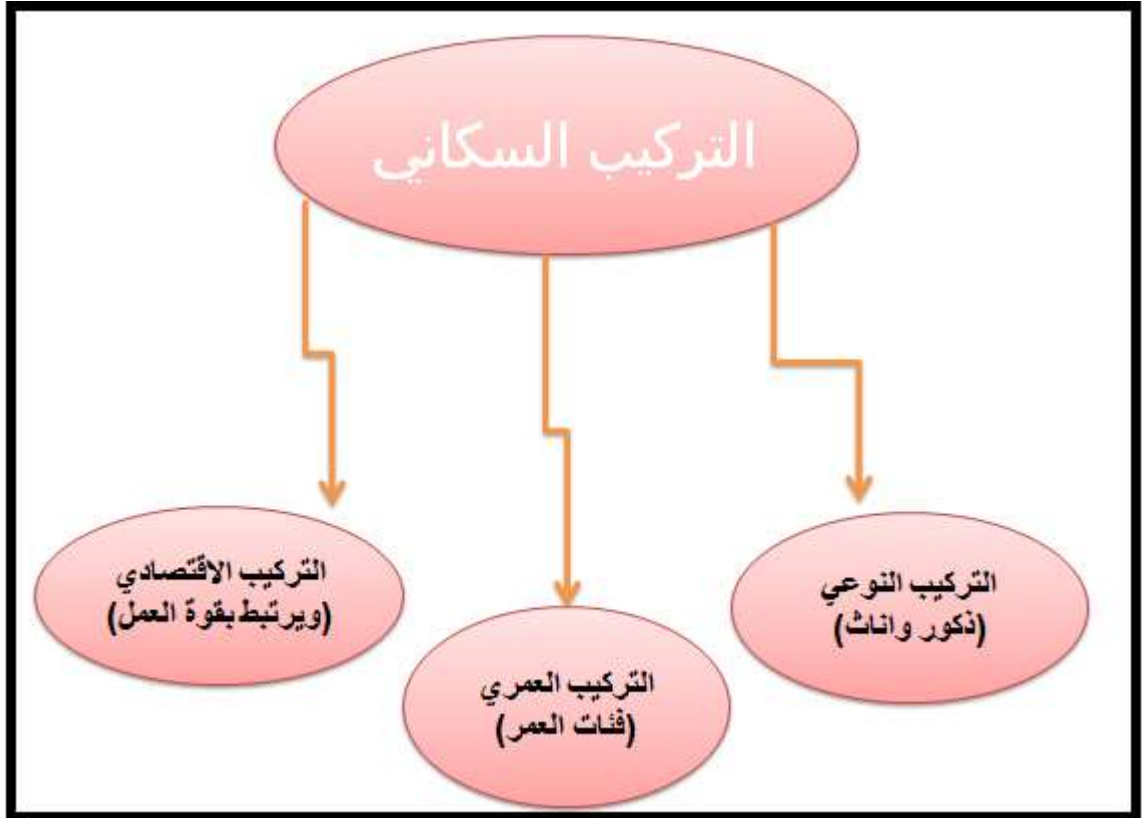 التركيب السكاني
التركيب النوعي
(ذكور واناث)
التركيب العمري
(فئات العمر)
التركيب الاقتصادي
(ويرتبط بقوة العمل)